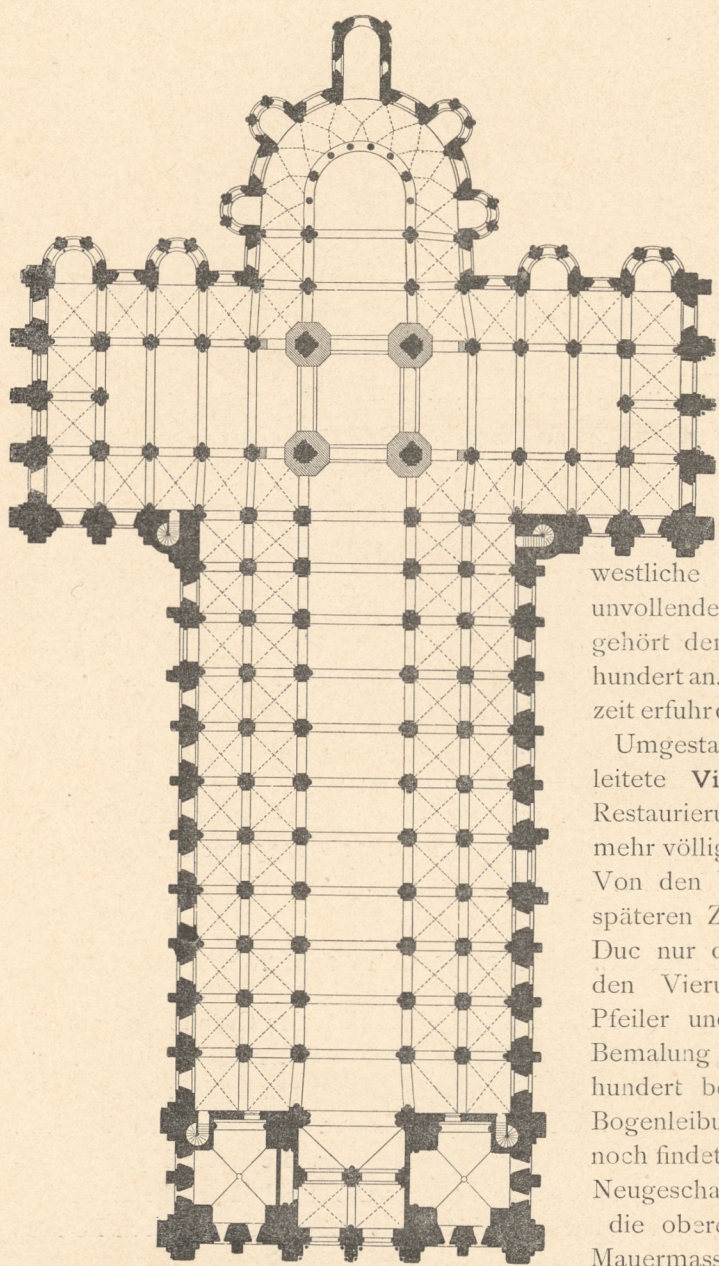 westliche
unvollende
gehört der
hundert an.
zeit erfuhr d
Umgesta
leitete Vi
Restaurieru
mehr völlig
Von den
späteren Z
Duc nur d
den Vieru
Pfeiler und
Bemalung
hundert be
Bogenleibu
noch findet
Neugescha
die obere
Mauermass